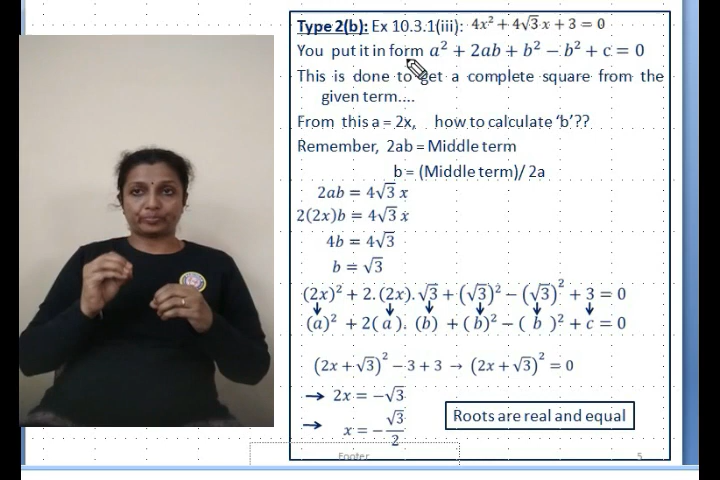 Type 2(b): Ex 10.3.1(iii): 4x² + 4√3 x + 3 = 0
You put it in form a² + 2ab + b² − b² + c = 0
This is done to get a complete square from the
given term....
From this a = 2x, how to calculate 'b'??
Remember, 2ab = Middle term
b = (Middle term)/ 2a
2ab = 4√3 x
2(2x)b = 4√3 x
4b = 4√3
b = √3
(2x)² + 2.(2x).√3 + (√3)² − (√3)² + 3 = 0
(a)² + 2( a ). (b) + ( b )² − ( b )² + c = 0
(2x + √3)² − 3 + 3 → (2x + √3)² = 0
→ 2x = −√3
→ x = −√3/2
Roots are real and equal
Footer 5